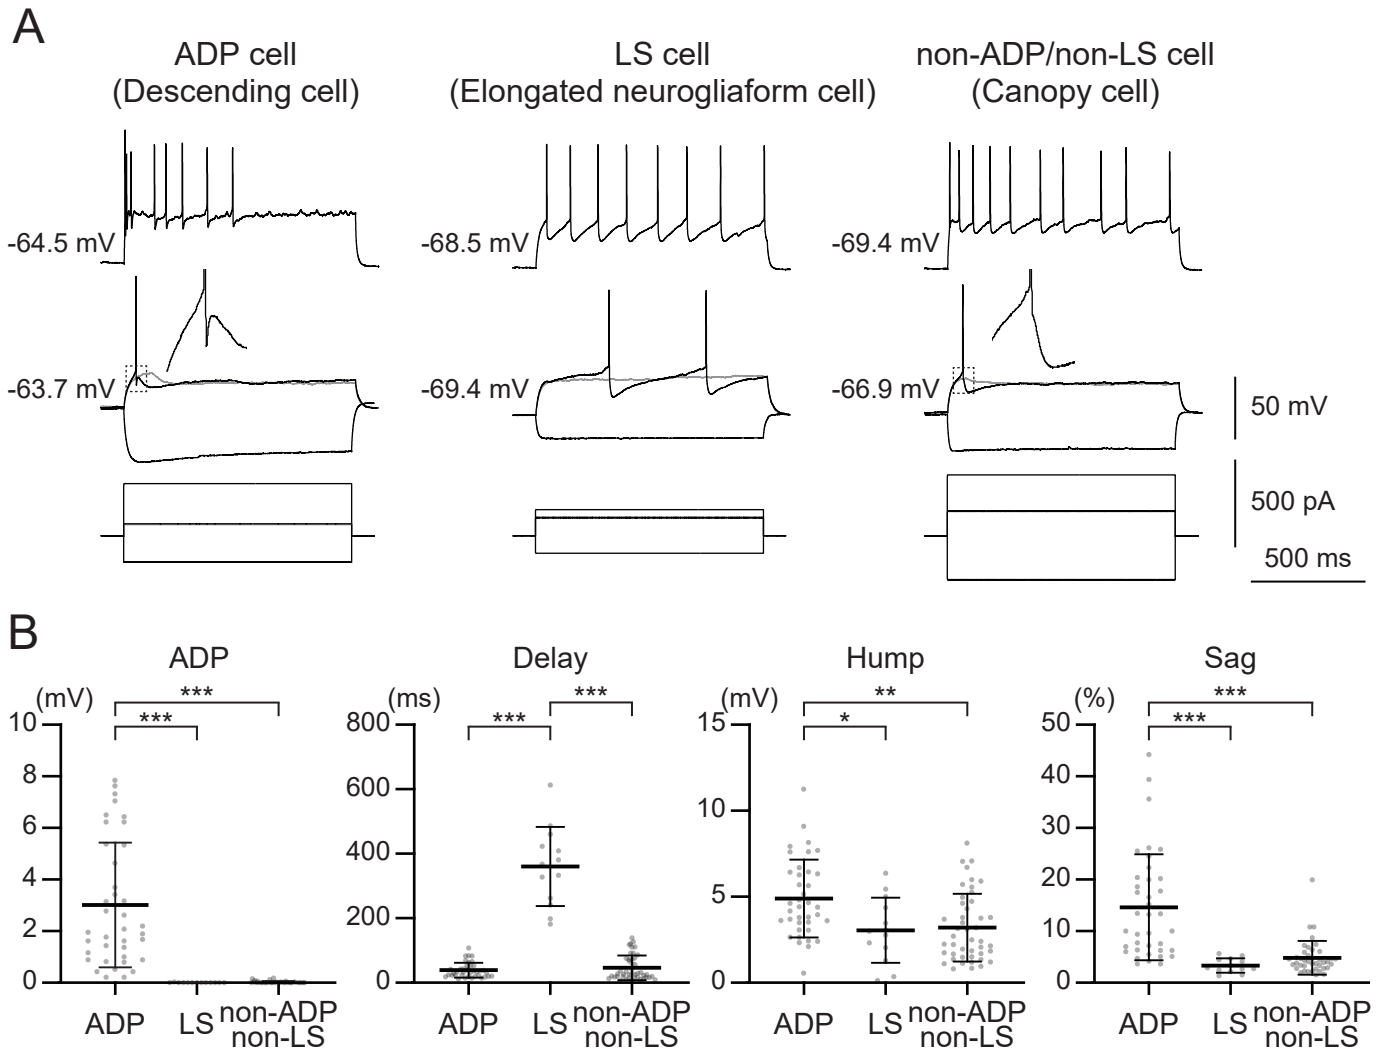 A
ADP cell
(Descending cell)
LS cell
(Elongated neurogliaform cell)
non-ADP/non-LS cell
(Canopy cell)
-64.5 mV
-68.5 mV
-69.4 mV
-63.7 mV
-69.4 mV
-66.9 mV
50 mV
500 pA
500 ms
B
ADP
(mV)
***
***
10
8
6
4
2
0
ADP
LS
non-ADP
non-LS
Delay
(ms)
***
***
800
600
400
200
0
ADP
LS
non-ADP
non-LS
Hump
(mV)
**
*
15
10
5
0
ADP
LS
non-ADP
non-LS
Sag
(%)
***
***
50
40
30
20
10
0
ADP
LS
non-ADP
non-LS